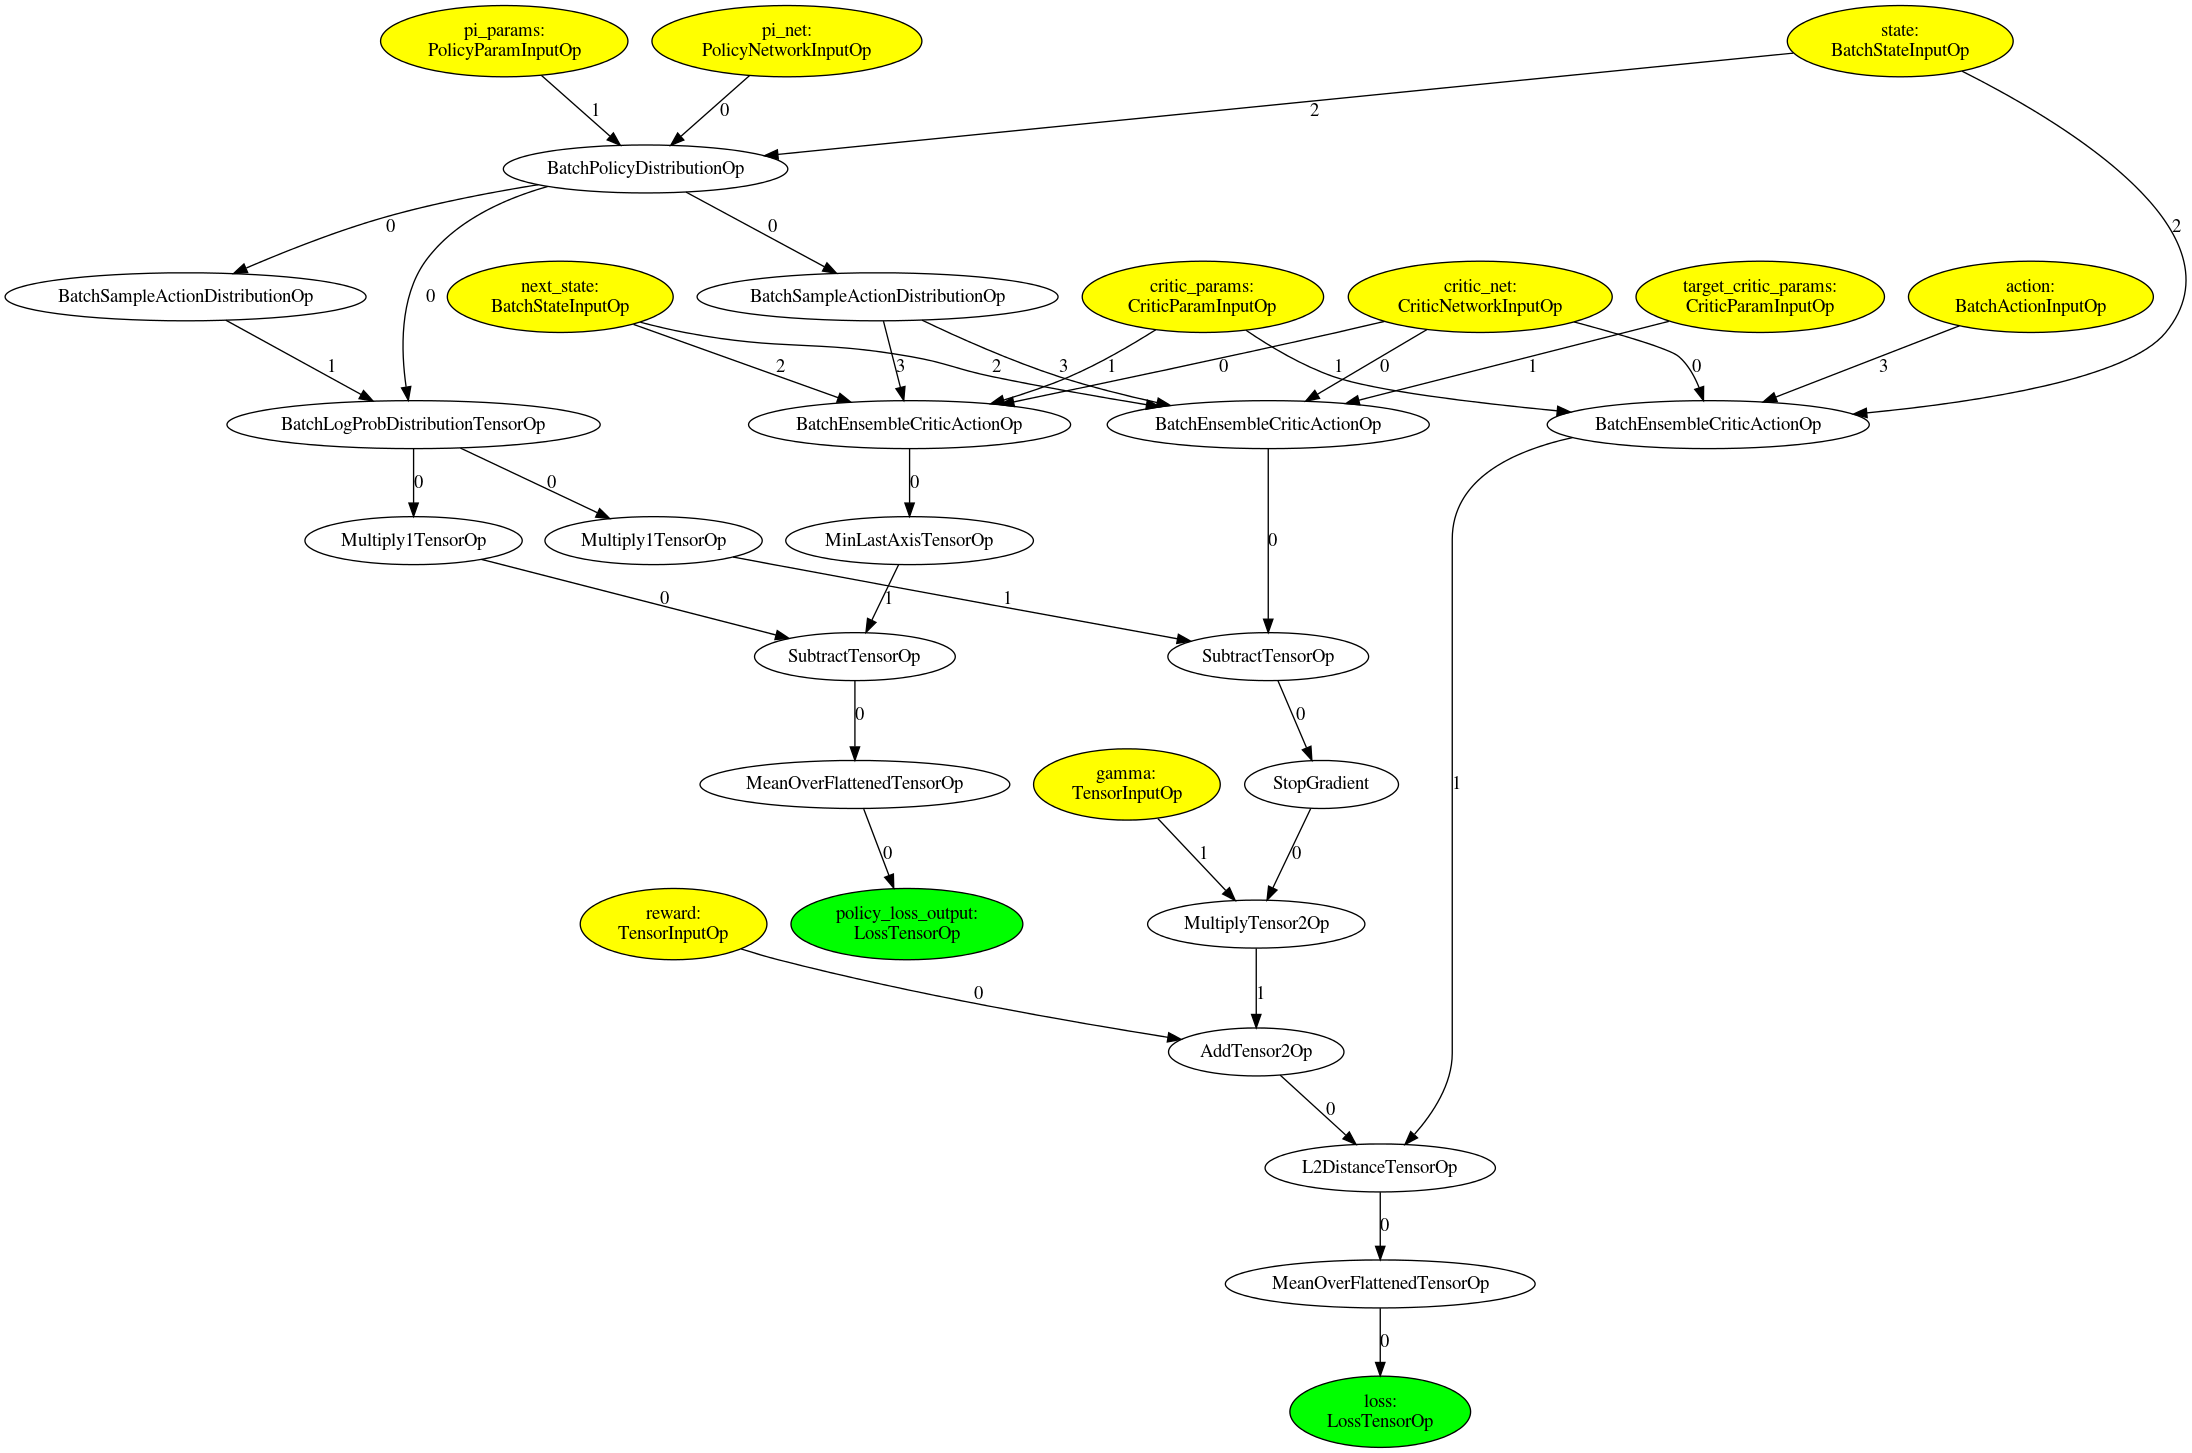 pi_params:
PolicyParamInputOp
pi_net:
PolicyNetworkInputOp
state:
BatchStateInputOp
1
0
2
BatchPolicyDistributionOp
0
0
2
next_state:
BatchStateInputOp
critic_params:
CriticParamInputOp
critic_net:
CriticNetworkInputOp
target_critic_params:
CriticParamInputOp
action:
BatchActionInputOp
BatchSampleActionDistributionOp
0
BatchSampleActionDistributionOp
1
2
3
2
3
1
0
1
0
1
0
3
BatchLogProbDistributionTensorOp
BatchEnsembleCriticActionOp
BatchEnsembleCriticActionOp
BatchEnsembleCriticActionOp
0
0
0
Multiply1TensorOp
Multiply1TensorOp
MinLastAxisTensorOp
0
0
1
1
SubtractTensorOp
SubtractTensorOp
0
0
MeanOverFlattenedTensorOp
gamma:
TensorInputOp
StopGradient
1
0
1
0
reward:
TensorInputOp
policy_loss_output:
LossTensorOp
MultiplyTensor2Op
0
1
AddTensor2Op
0
L2DistanceTensorOp
0
MeanOverFlattenedTensorOp
0
loss:
LossTensorOp